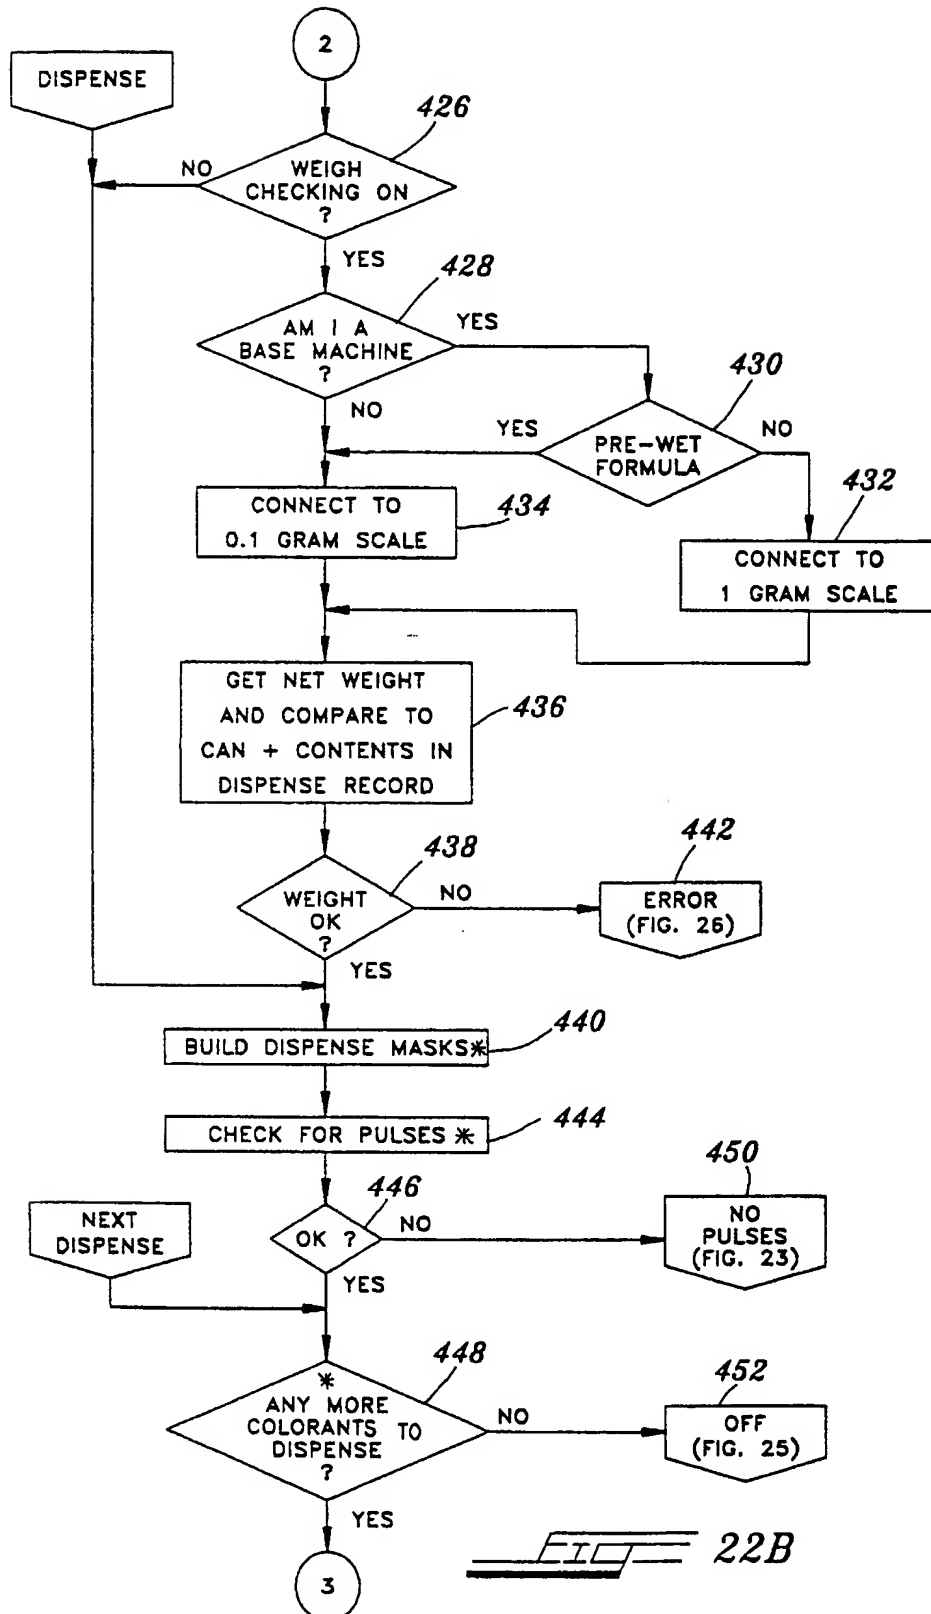 2
DISPENSE
426
WEIGH
CHECKING ON
?
NO
YES
428
AM I A
BASE MACHINE
?
YES
NO
430
PRE-WET
FORMULA
YES
NO
432
CONNECT TO
1 GRAM SCALE
434
CONNECT TO
0.1 GRAM SCALE
GET NET WEIGHT
AND COMPARE TO
CAN + CONTENTS IN
DISPENSE RECORD
436
438
WEIGHT
OK
?
NO
YES
442
ERROR
(FIG. 26)
440
BUILD DISPENSE MASKS*
444
CHECK FOR PULSES *
446
OK ?
NO
YES
450
NO
PULSES
(FIG. 23)
NEXT
DISPENSE
448
*
ANY MORE
COLORANTS TO
DISPENSE
?
NO
YES
452
OFF
(FIG. 25)
3
FIG 22B